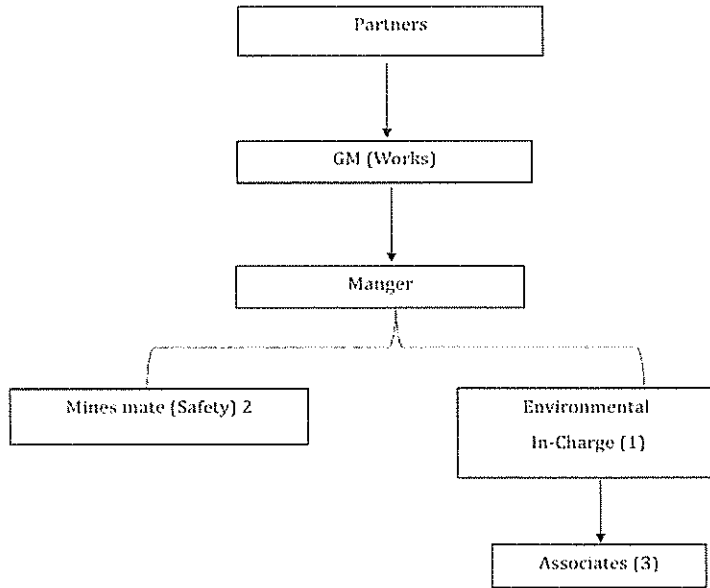 Partners
GM (Works)
Manger
Mines mate (Safety) 2
Environmental
In-Charge (1)
Associates (3)